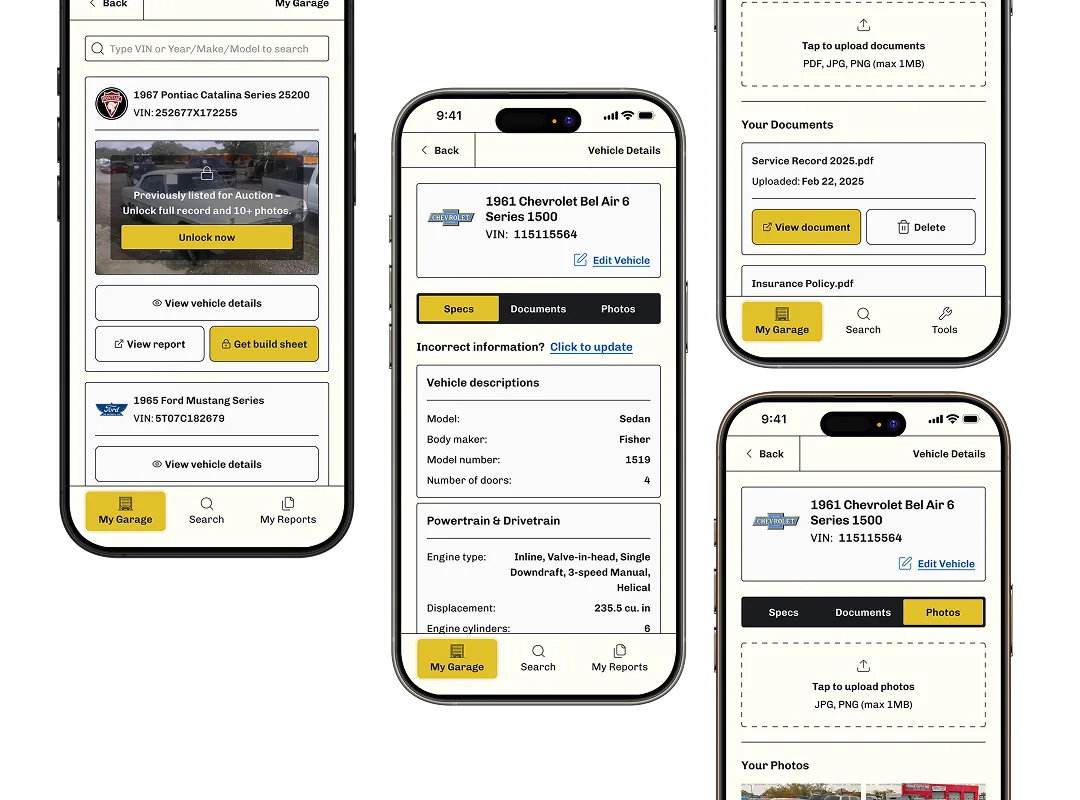 Back
My Garage
Type VIN or Year/Make/Model to search
1967 Pontiac Catalina Series 25200
VIN: 252677X172255
Previously listed for Auction –
Unlock full record and 10+ photos.
Unlock now
View vehicle details
View report
Get build sheet
Ford
1965 Ford Mustang Series
VIN: 5T07C182679
View vehicle details
My Garage
Search
My Reports
9:41
Back
Vehicle Details
CHEVROLET
1961 Chevrolet Bel Air 6
Series 1500
VIN: 115115564
Edit Vehicle
Specs
Documents
Photos
Incorrect information? Click to update
Vehicle descriptions
Model: Sedan
Body maker: Fisher
Model number: 1519
Number of doors: 4
Powertrain & Drivetrain
Engine type: Inline, Valve-in-head, Single
Downdraft, 3-speed Manual,
Helical
Displacement: 235.5 cu. in
Engine cylinders: 6
My Garage
Search
My Reports
Tap to upload documents
PDF, JPG, PNG (max 1MB)
Your Documents
Service Record 2025.pdf
Uploaded: Feb 22, 2025
View document
Delete
Insurance Policy.pdf
My Garage
Search
Tools
9:41
Back
Vehicle Details
CHEVROLET
1961 Chevrolet Bel Air 6
Series 1500
VIN: 115115564
Edit Vehicle
Specs
Documents
Photos
Tap to upload photos
JPG, PNG (max 1MB)
Your Photos